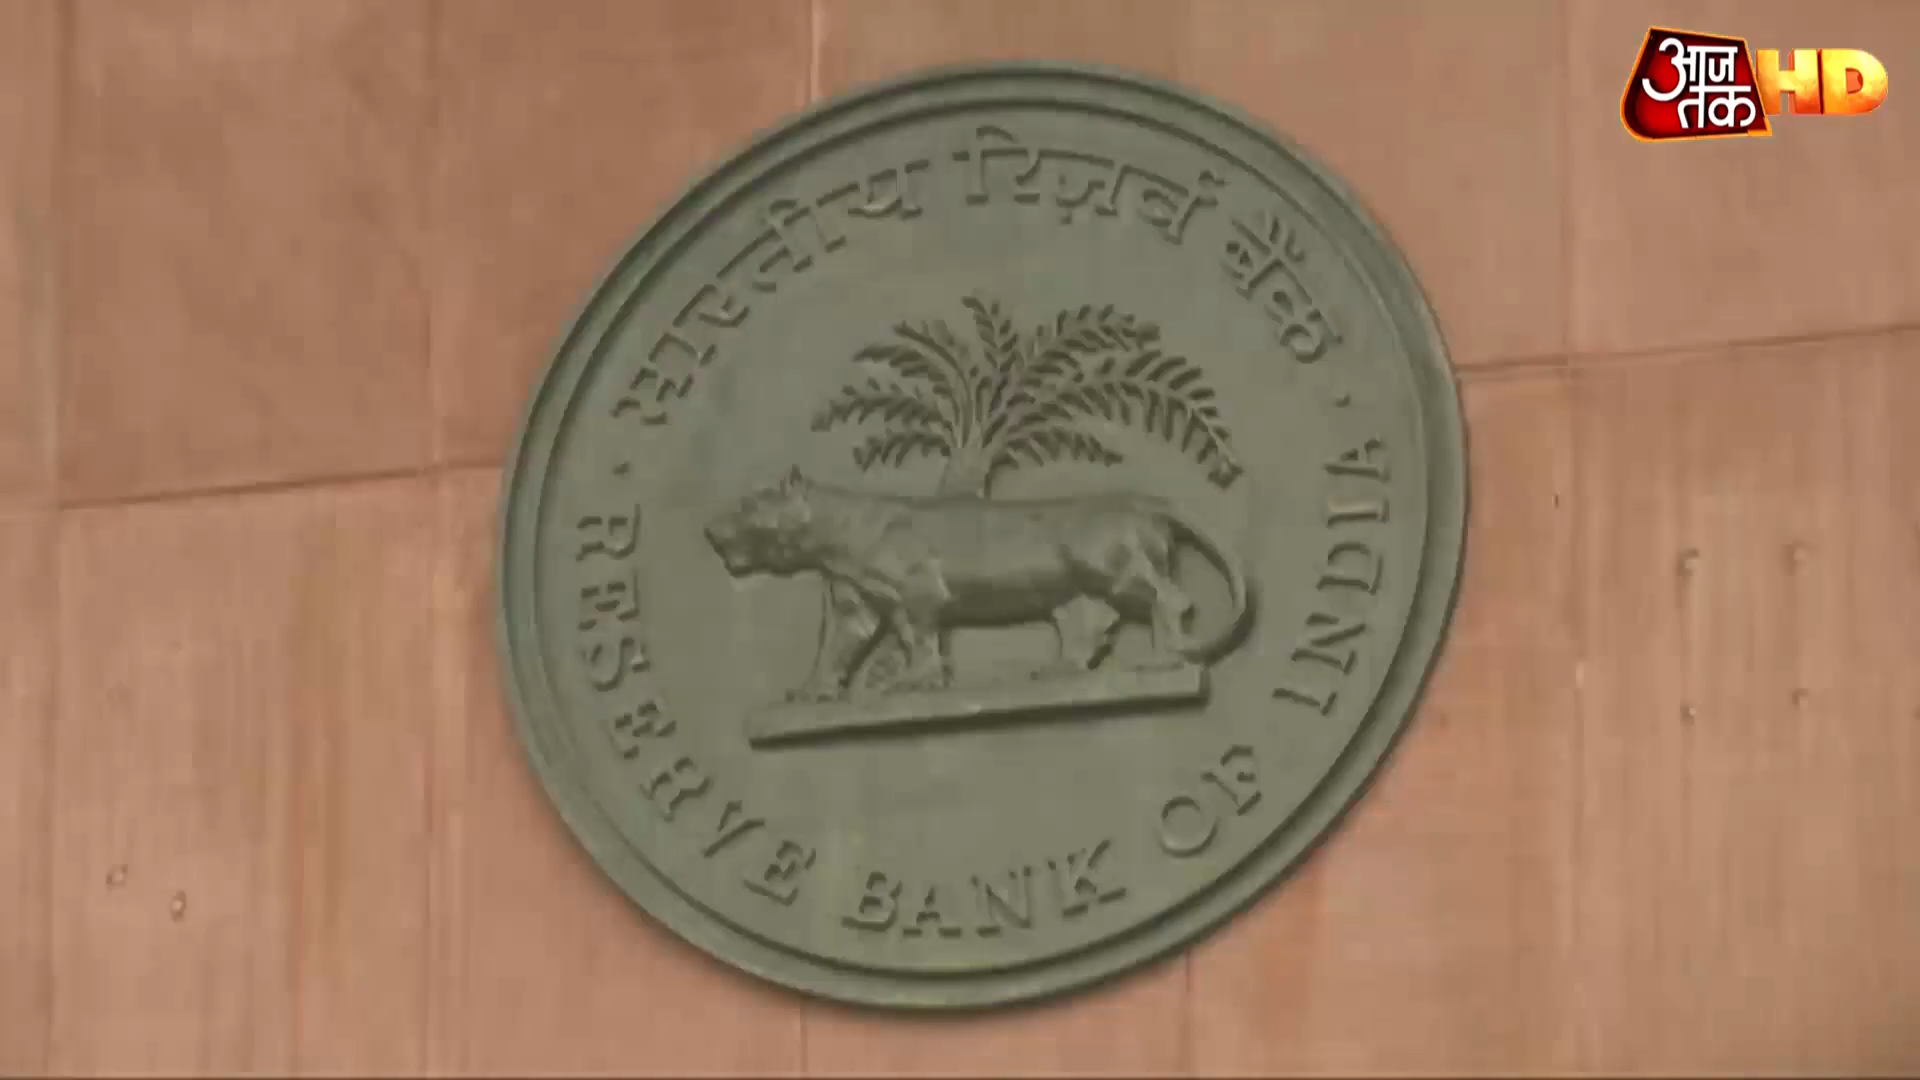 भारतीय रिज़र्व बैंक
RESERVE BANK OF INDIA
आज
तक
HD